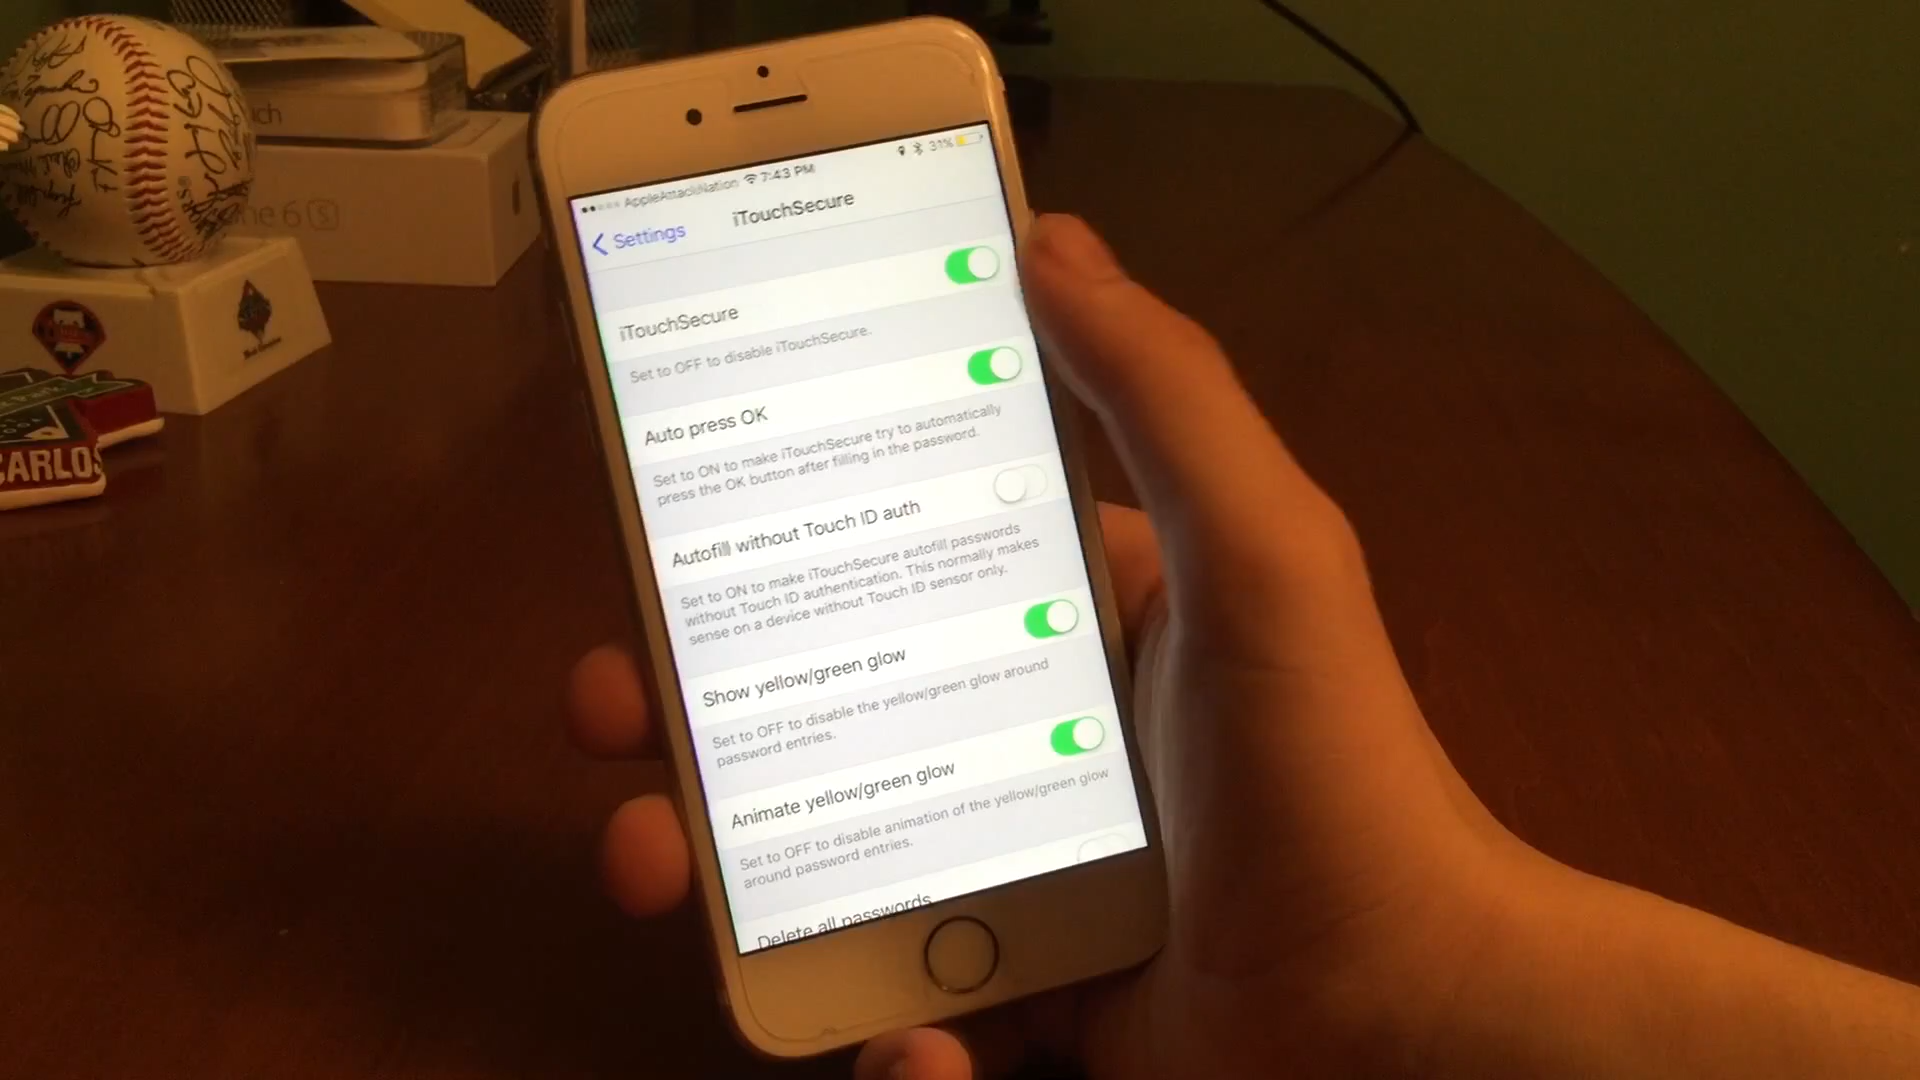 AppleAttackNation 7:43 PM 31%
Settings iTouchSecure
iTouchSecure
Set to OFF to disable iTouchSecure.
Auto press OK
Set to ON to make iTouchSecure try to automatically
press the OK button after filling in the password.
Autofill without Touch ID auth
Set to ON to make iTouchSecure autofill passwords
without Touch ID authentication. This normally makes
sense on a device without Touch ID sensor only.
Show yellow/green glow
Set to OFF to disable the yellow/green glow around
password entries.
Animate yellow/green glow
Set to OFF to disable animation of the yellow/green glow
around password entries.
Delete all passwords
6s
CARLOS